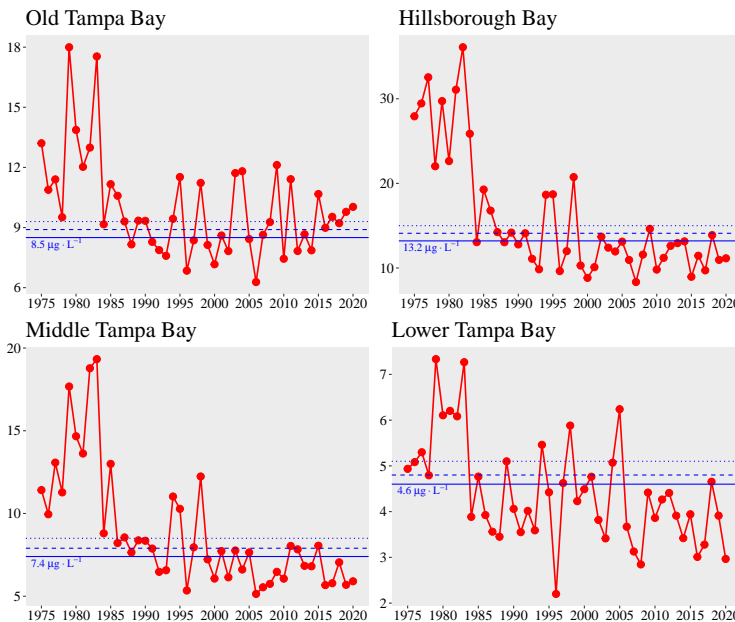 Old Tampa Bay
18
15
12
9
6
8.5 μg · L⁻¹
1975 1980 1985 1990 1995 2000 2005 2010 2015 2020
Hillsborough Bay
30
20
10
13.2 μg · L⁻¹
1975 1980 1985 1990 1995 2000 2005 2010 2015 2020
Middle Tampa Bay
20
15
10
5
7.4 μg · L⁻¹
1975 1980 1985 1990 1995 2000 2005 2010 2015 2020
Lower Tampa Bay
7
6
5
4
3
2
4.6 μg · L⁻¹
1975 1980 1985 1990 1995 2000 2005 2010 2015 2020